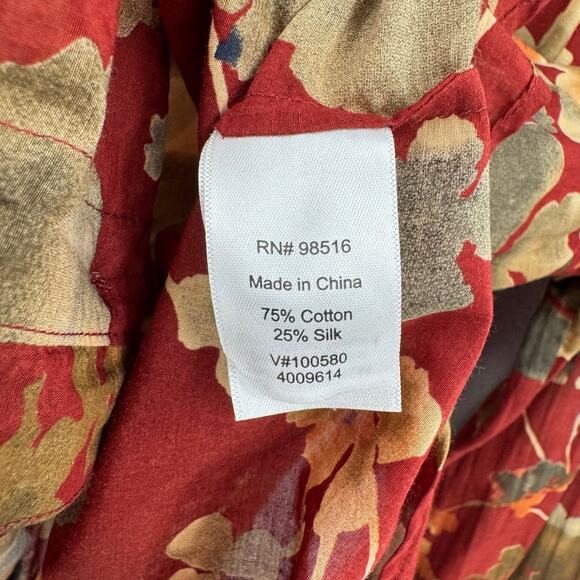 RN# 98516
Made in China
75% Cotton
25% Silk
V#100580
4009614